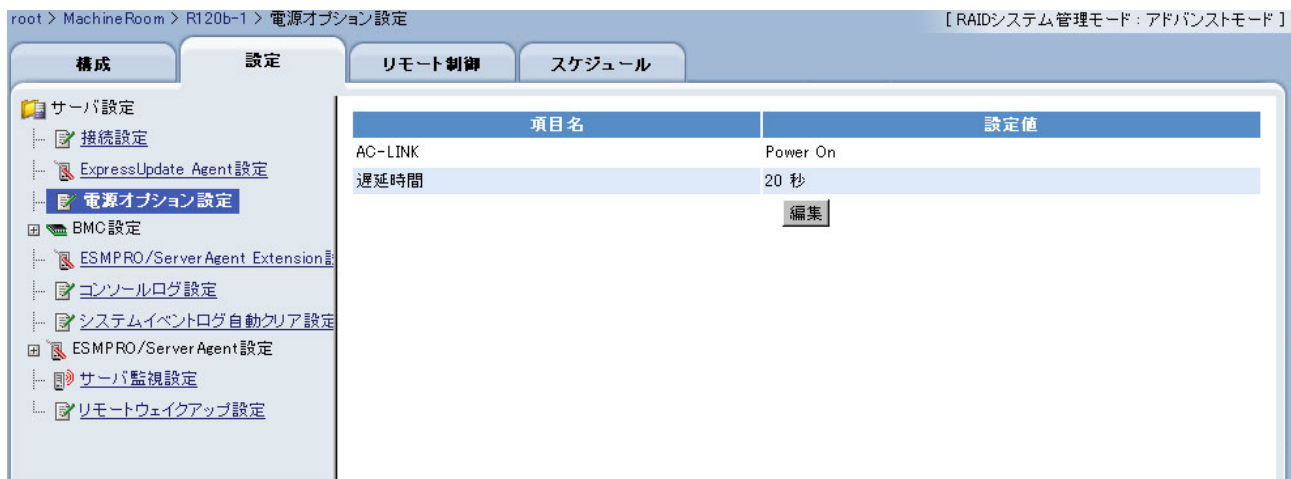 root > MachineRoom > R120b-1 > 電源オプション設定 [ RAIDシステム管理モード : アドバンストモード ]
構成 設定 リモート制御 スケジュール
サーバ設定
接続設定
ExpressUpdate Agent設定
電源オプション設定
BMC設定
ESMPRO/ServerAgent Extension
コンソールログ設定
システムイベントログ自動クリア設定
ESMPRO/ServerAgent設定
サーバ監視設定
リモートウェイクアップ設定
項目名 設定値
AC-LINK Power On
遅延時間 20 秒
編集